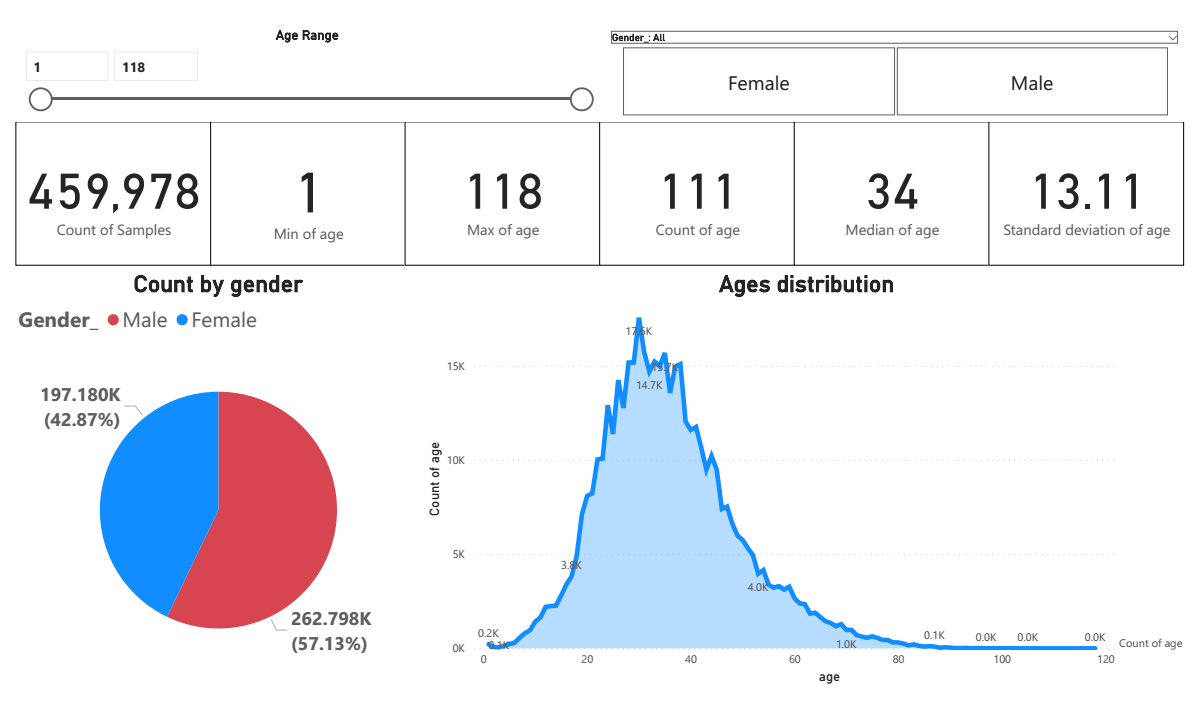 Age Range
1
118
Gender_: All
Female
Male
459,978
Count of Samples
1
Min of age
118
Max of age
111
Count of age
34
Median of age
13.11
Standard deviation of age
Count by gender
Ages distribution
Gender_ Male Female
197.180K
(42.87%)
262.798K
(57.13%)
Count of age
15K
10K
5K
0K
17.5K
14.7K
3.8K
4.0K
0.2K
0.1K
1.0K
0.1K
0.0K
0.0K
0.0K
Count of age
0
20
40
60
80
100
120
age